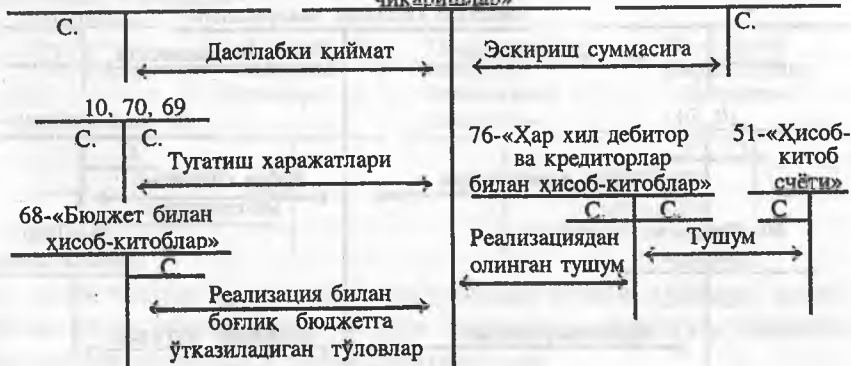 чиқаришлар»
С.
С.
Дастлабки қиймат
Эскириш суммасига
10, 70, 69
С. С.
Тугатиш харажатлари
76-«Ҳар хил дебитор
ва кредиторлар
билан ҳисоб-китоблар»
С. С.
51-«Ҳисоб-
китоб
счёти»
С
68-«Бюджет билан
ҳисоб-китоблар»
С.
Реализациядан
олинган тушум
Тушум
Реализация билан
боғлиқ бюджетга
ўтказиладиган тўловлар